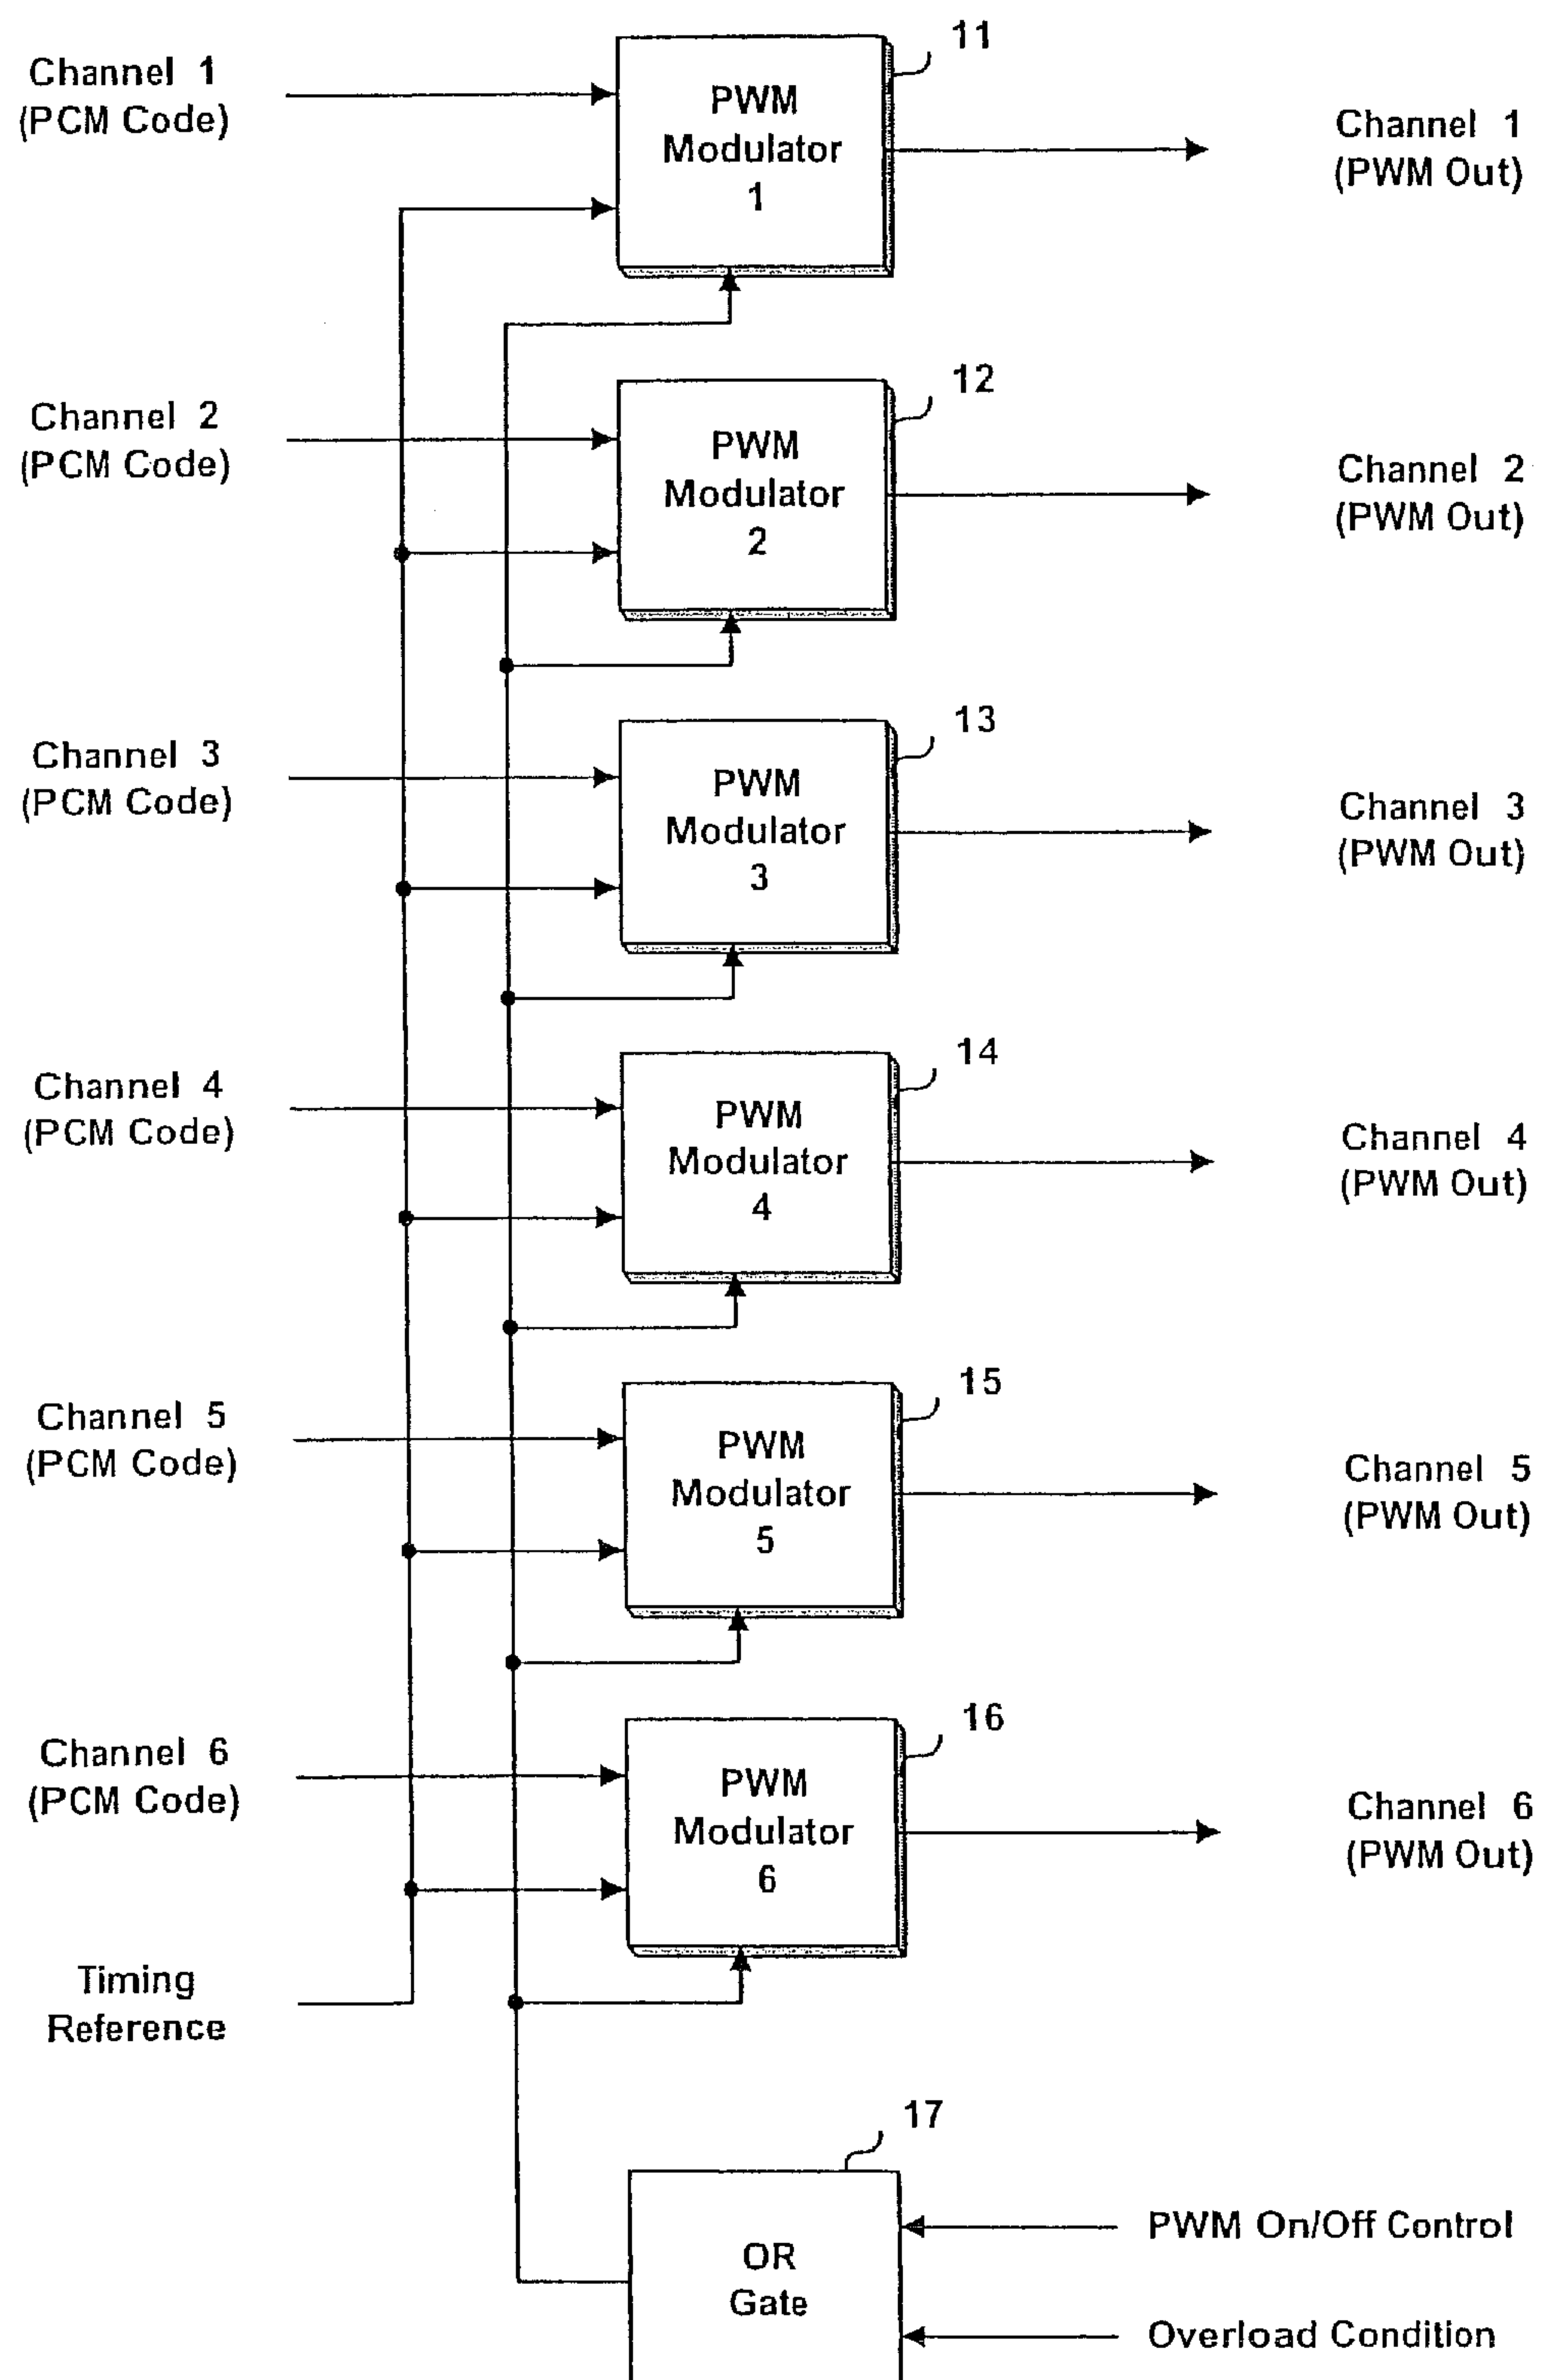 11
Channel 1
(PCM Code)
PWM
Modulator
1
Channel 1
(PWM Out)
12
Channel 2
(PCM Code)
PWM
Modulator
2
Channel 2
(PWM Out)
13
Channel 3
(PCM Code)
PWM
Modulator
3
Channel 3
(PWM Out)
14
Channel 4
(PCM Code)
PWM
Modulator
4
Channel 4
(PWM Out)
15
Channel 5
(PCM Code)
PWM
Modulator
5
Channel 5
(PWM Out)
16
Channel 6
(PCM Code)
PWM
Modulator
6
Channel 6
(PWM Out)
Timing
Reference
17
OR
Gate
PWM On/Off Control
Overload Condition